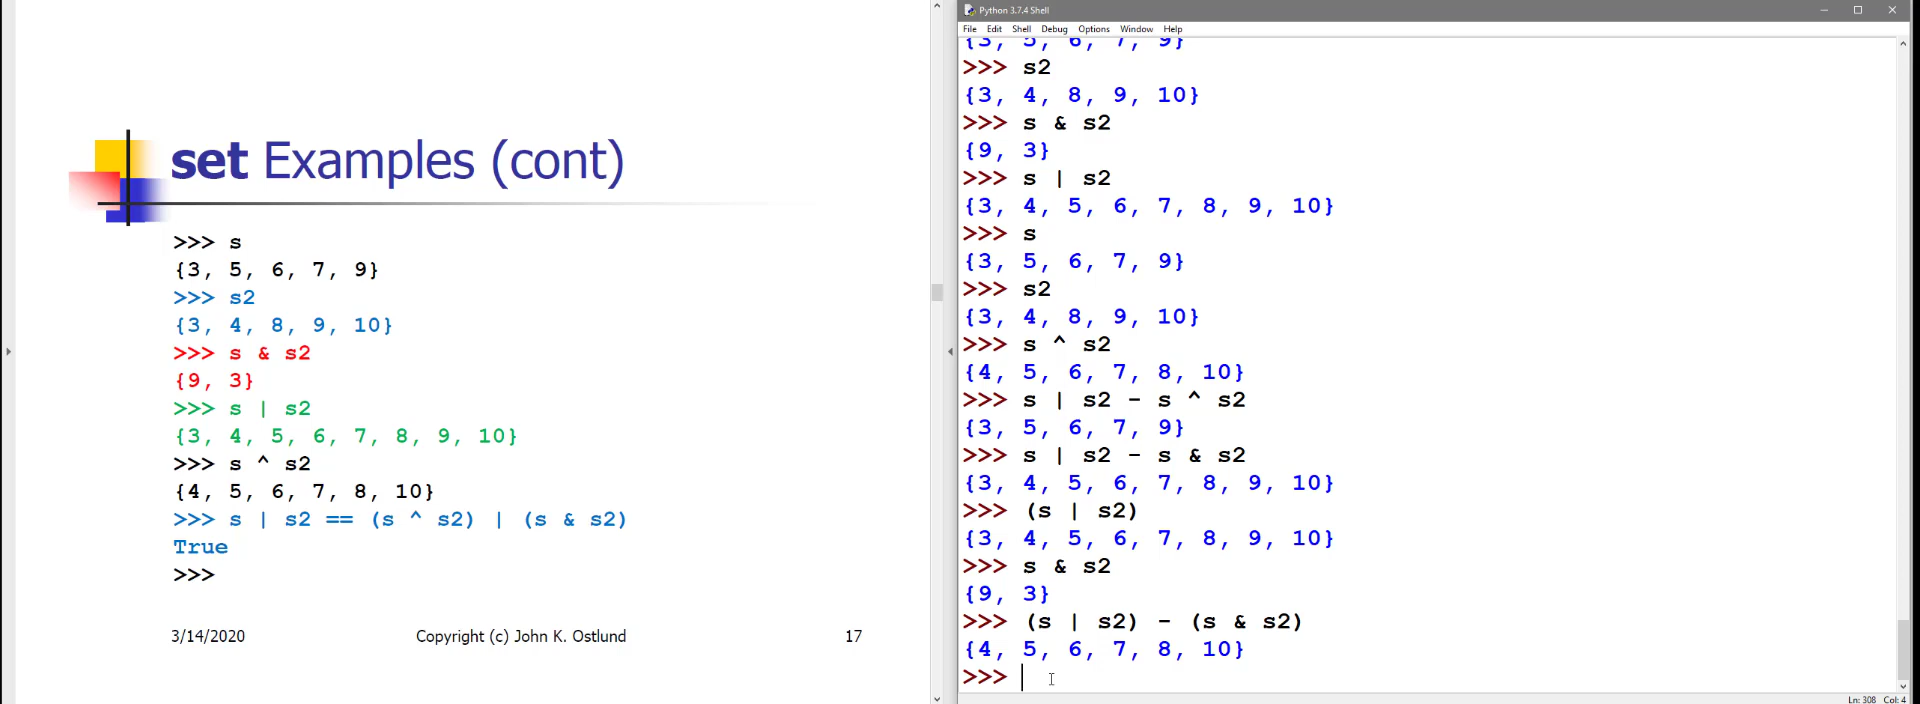 set Examples (cont)
>>> s
{3, 5, 6, 7, 9}
>>> s2
{3, 4, 8, 9, 10}
>>> s & s2
{9, 3}
>>> s | s2
{3, 4, 5, 6, 7, 8, 9, 10}
>>> s ^ s2
{4, 5, 6, 7, 8, 10}
>>> s | s2 == (s ^ s2) | (s & s2)
True
>>>
3/14/2020 Copyright (c) John K. Ostlund 17
Python 3.7.4 Shell
File Edit Shell Debug Options Window Help
{3, 5, 6, 7, 9}
>>> s2
{3, 4, 8, 9, 10}
>>> s & s2
{9, 3}
>>> s | s2
{3, 4, 5, 6, 7, 8, 9, 10}
>>> s
{3, 5, 6, 7, 9}
>>> s2
{3, 4, 8, 9, 10}
>>> s ^ s2
{4, 5, 6, 7, 8, 10}
>>> s | s2 - s ^ s2
{3, 5, 6, 7, 9}
>>> s | s2 - s & s2
{3, 4, 5, 6, 7, 8, 9, 10}
>>> (s | s2)
{3, 4, 5, 6, 7, 8, 9, 10}
>>> s & s2
{9, 3}
>>> (s | s2) - (s & s2)
{4, 5, 6, 7, 8, 10}
>>>
Ln: 308 Col: 4